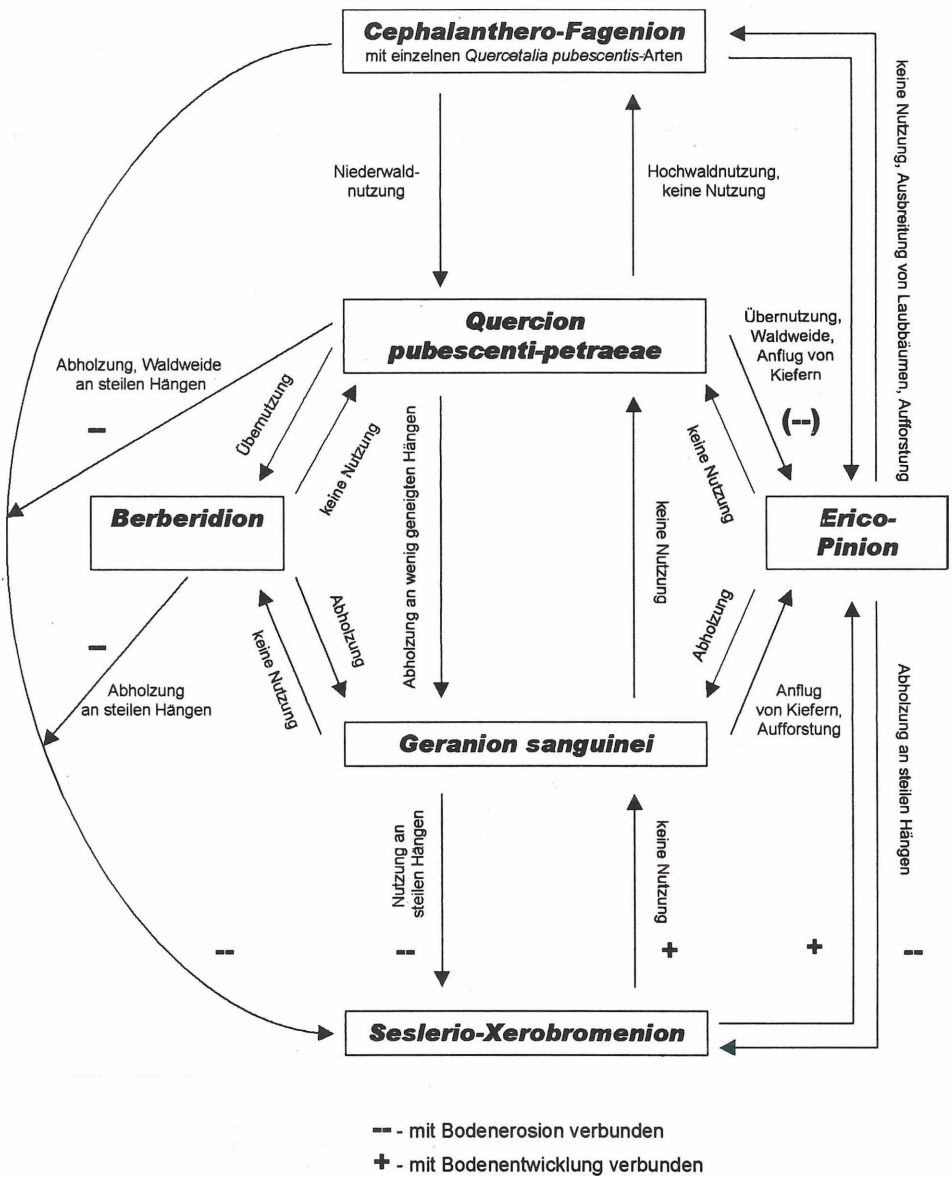 Cephalanthero-Fagenion
mit einzelnen Quercetalia pubescentis-Arten
Niederwald-
nutzung
Hochwaldnutzung,
keine Nutzung
keine Nutzung, Ausbreitung von Laubbäumen, Aufforstung
Quercion
pubescenti-petraeae
Übernutzung,
Waldweide,
Anflug von
Kiefern
(--)
Abholzung, Waldweide
an steilen Hängen
--
Übernutzung
keine Nutzung
Abholzung an wenig geneigten Hängen
keine Nutzung
keine Nutzung
Berberidion
Erico-
Pinion
--
Abholzung
an steilen Hängen
keine Nutzung
Abholzung
Abholzung
Anflug
von Kiefern,
Aufforstung
Abholzung an steilen Hängen
Geranion sanguinei
Nutzung an
steilen Hängen
keine Nutzung
--
--
+
+
--
Seslerio-Xerobromenion
-- - mit Bodenerosion verbunden
+ - mit Bodenentwicklung verbunden